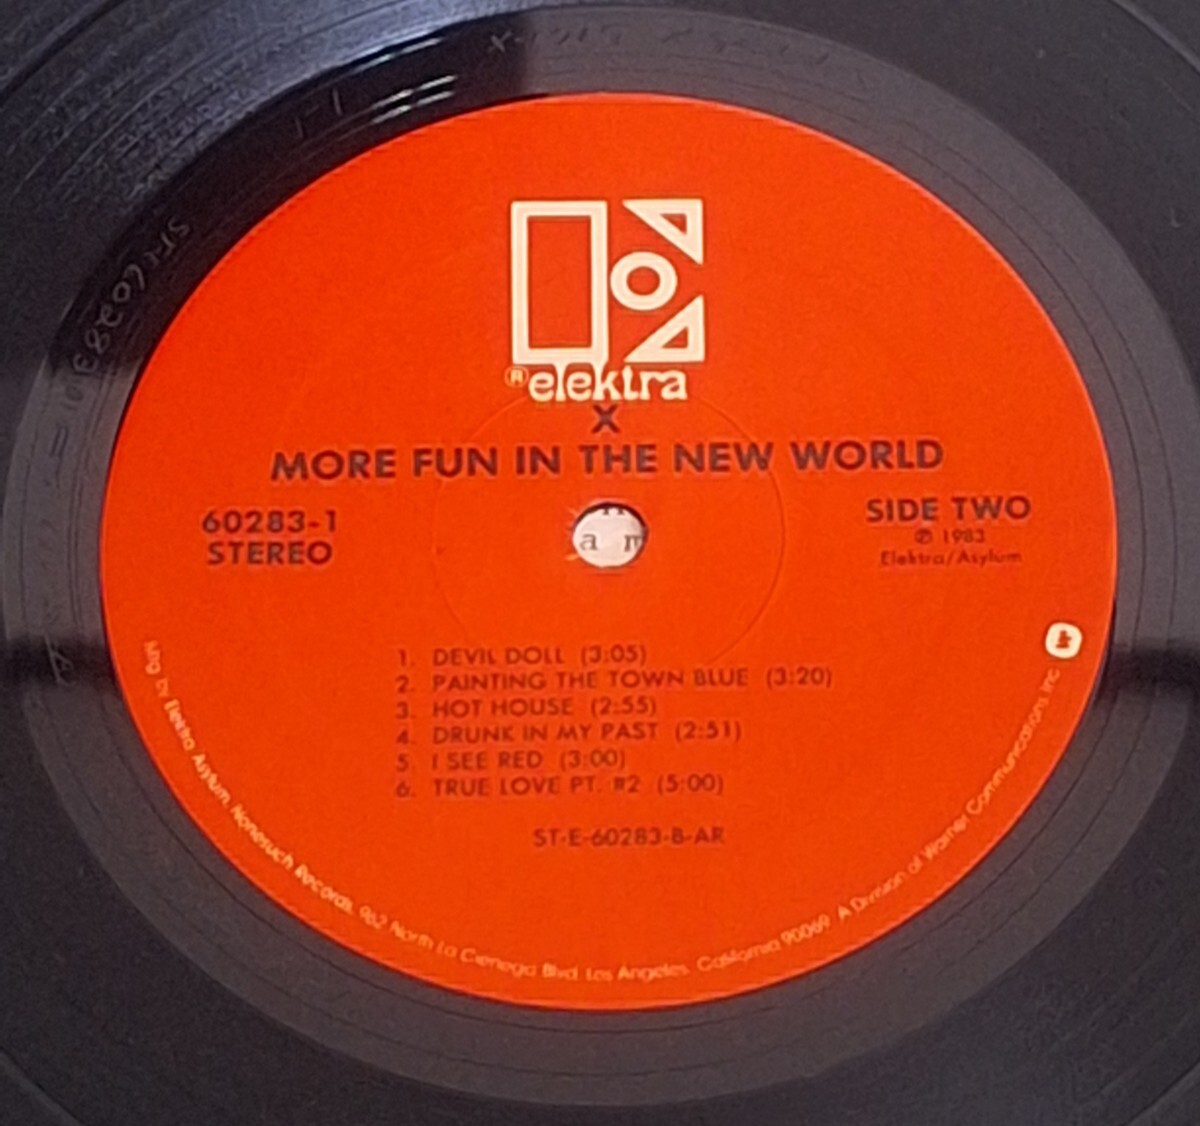 ® elektra
X
MORE FUN IN THE NEW WORLD
60283-1
STEREO
SIDE TWO
℗ 1983
Elektra/Asylum
a m
1. DEVIL DOLL (3:05)
2. PAINTING THE TOWN BLUE (3:20)
3. HOT HOUSE (2:55)
4. DRUNK IN MY PAST (2:51)
5. I SEE RED (3:00)
6. TRUE LOVE PT. #2 (5:00)
ST-E-60283-B-AR
Mfg. by Elektra Asylum, Nonesuch Records, 962 North La Cienega Blvd. Los Angeles, California 90069. A Division of Warner Communications Inc.